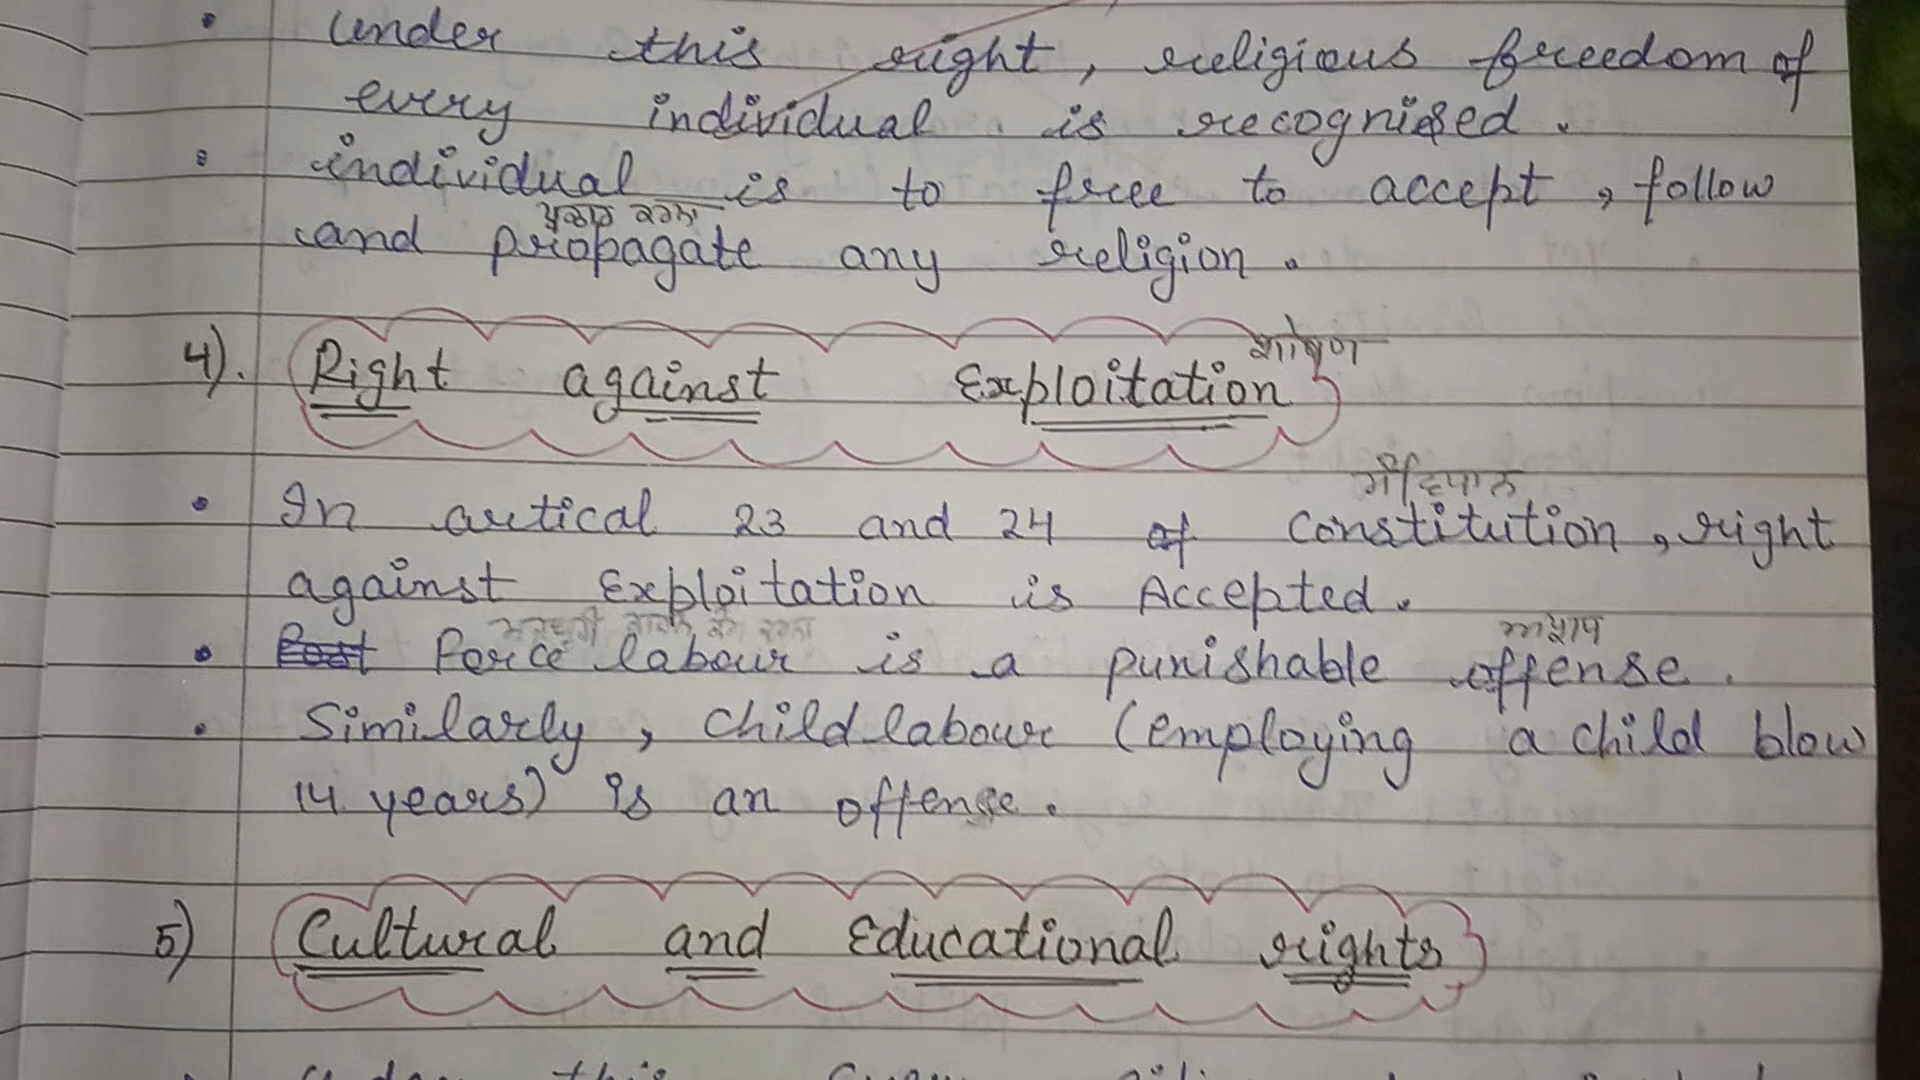 • Under this right, religious freedom of
every individual is recognised.
• individual is to free to accept, follow
and propagate any religion.
शोषण
4). Right against Exploitation
• In artical 23 and 24 of Constitution, right
against Exploitation is Accepted.
• Force labour is a punishable offense.
• Similarly, Child labour (employing a child blow
14 years) is an offense.
5) Cultural and Educational rights